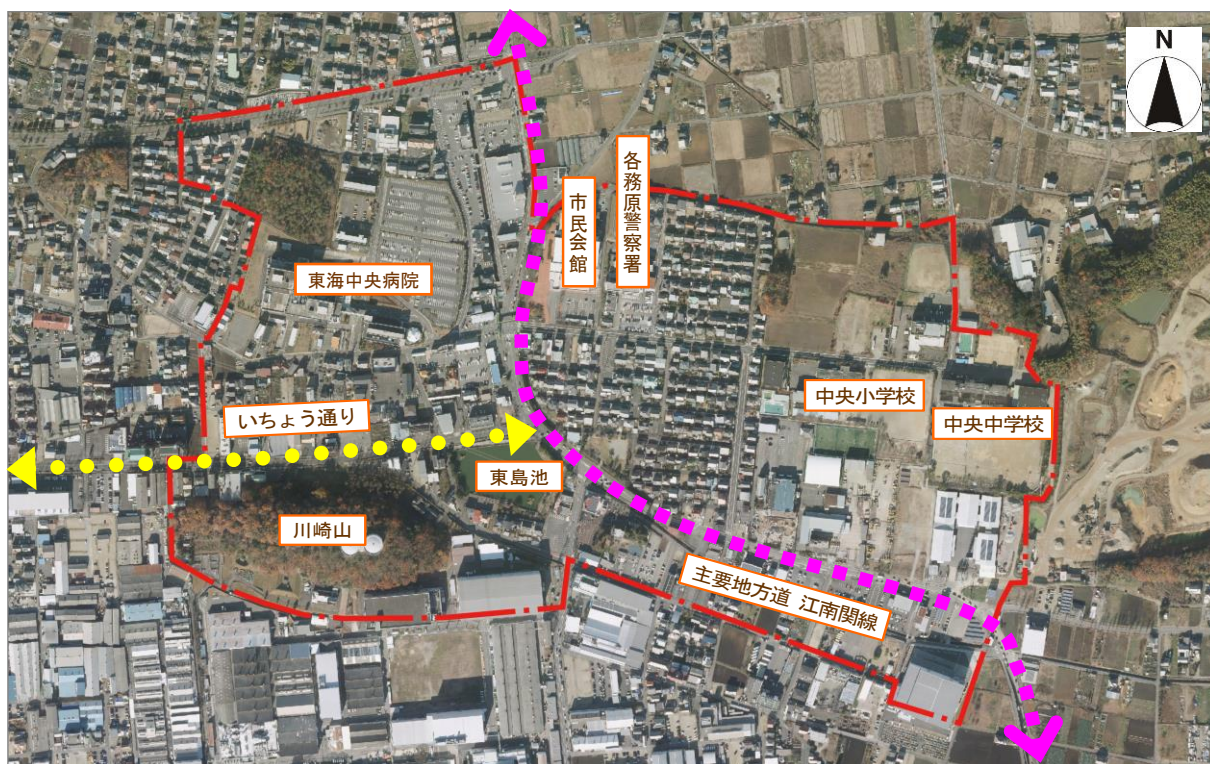 N
各務原警察署
市民会館
東海中央病院
中央小学校
いちょう通り
中央中学校
東島池
川崎山
主要地方道 江南関線